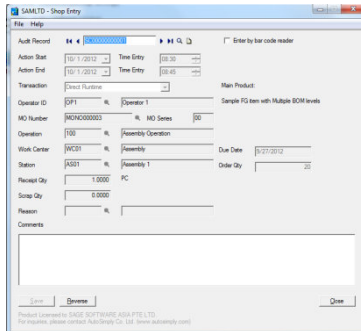 SAMLTD - Shop Entry
File Help
Audit Record
Enter by bar code reader
Action Start 10/ 1 /2012 Time Entry 08:30
Action End 10/ 1 /2012 Time Entry 08:45
Transaction Direct Runtime Main Product:
Operator ID OP1 Operator 1 Sample FG item with Multiple BOM levels
MO Number MONO000003 MO Series 00
Operation 100 Assembly Operation
Work Center WC01 Assembly Due Date 9/27/2012
Station AS01 Assembly 1 Order Qty 20
Receipt Qty 1.0000 PC
Scrap Qty 0.0000
Reason
Comments
Save Reverse Close
Product Licensed to SAGE SOFTWARE ASIA PTE LTD
For inquiries, please contact AutoSimply Co. Ltd. (www.autosimply.com)